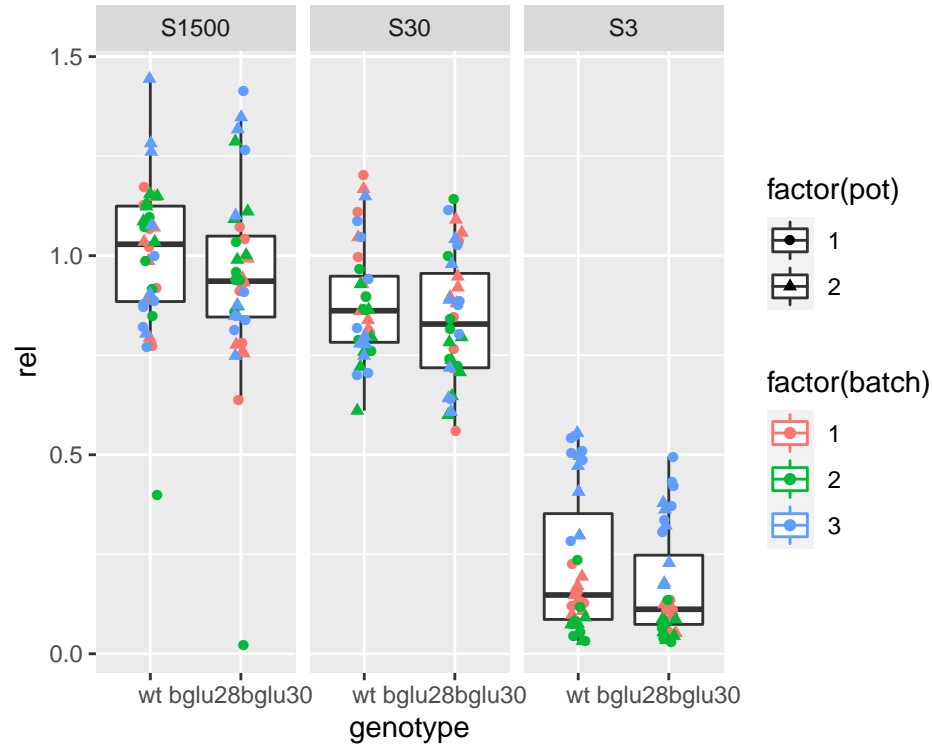 S1500 S30 S3
1.5
1.0
0.5
0.0
rel
wt bglu28bglu30 wt bglu28bglu30 wt bglu28bglu30
genotype
factor(pot)
1
2
factor(batch)
1
2
3